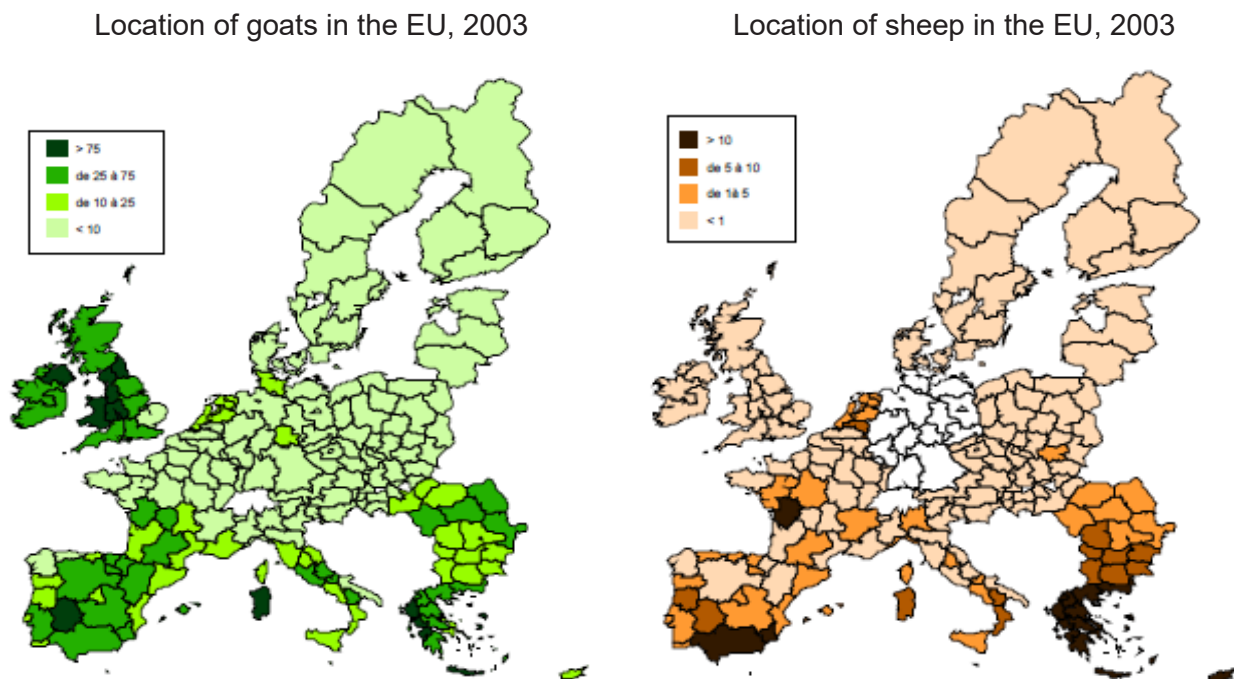 Location of goats in the EU, 2003
> 75
de 25 à 75
de 10 à 25
< 10
Location of sheep in the EU, 2003
> 10
de 5 à 10
de 1à 5
< 1